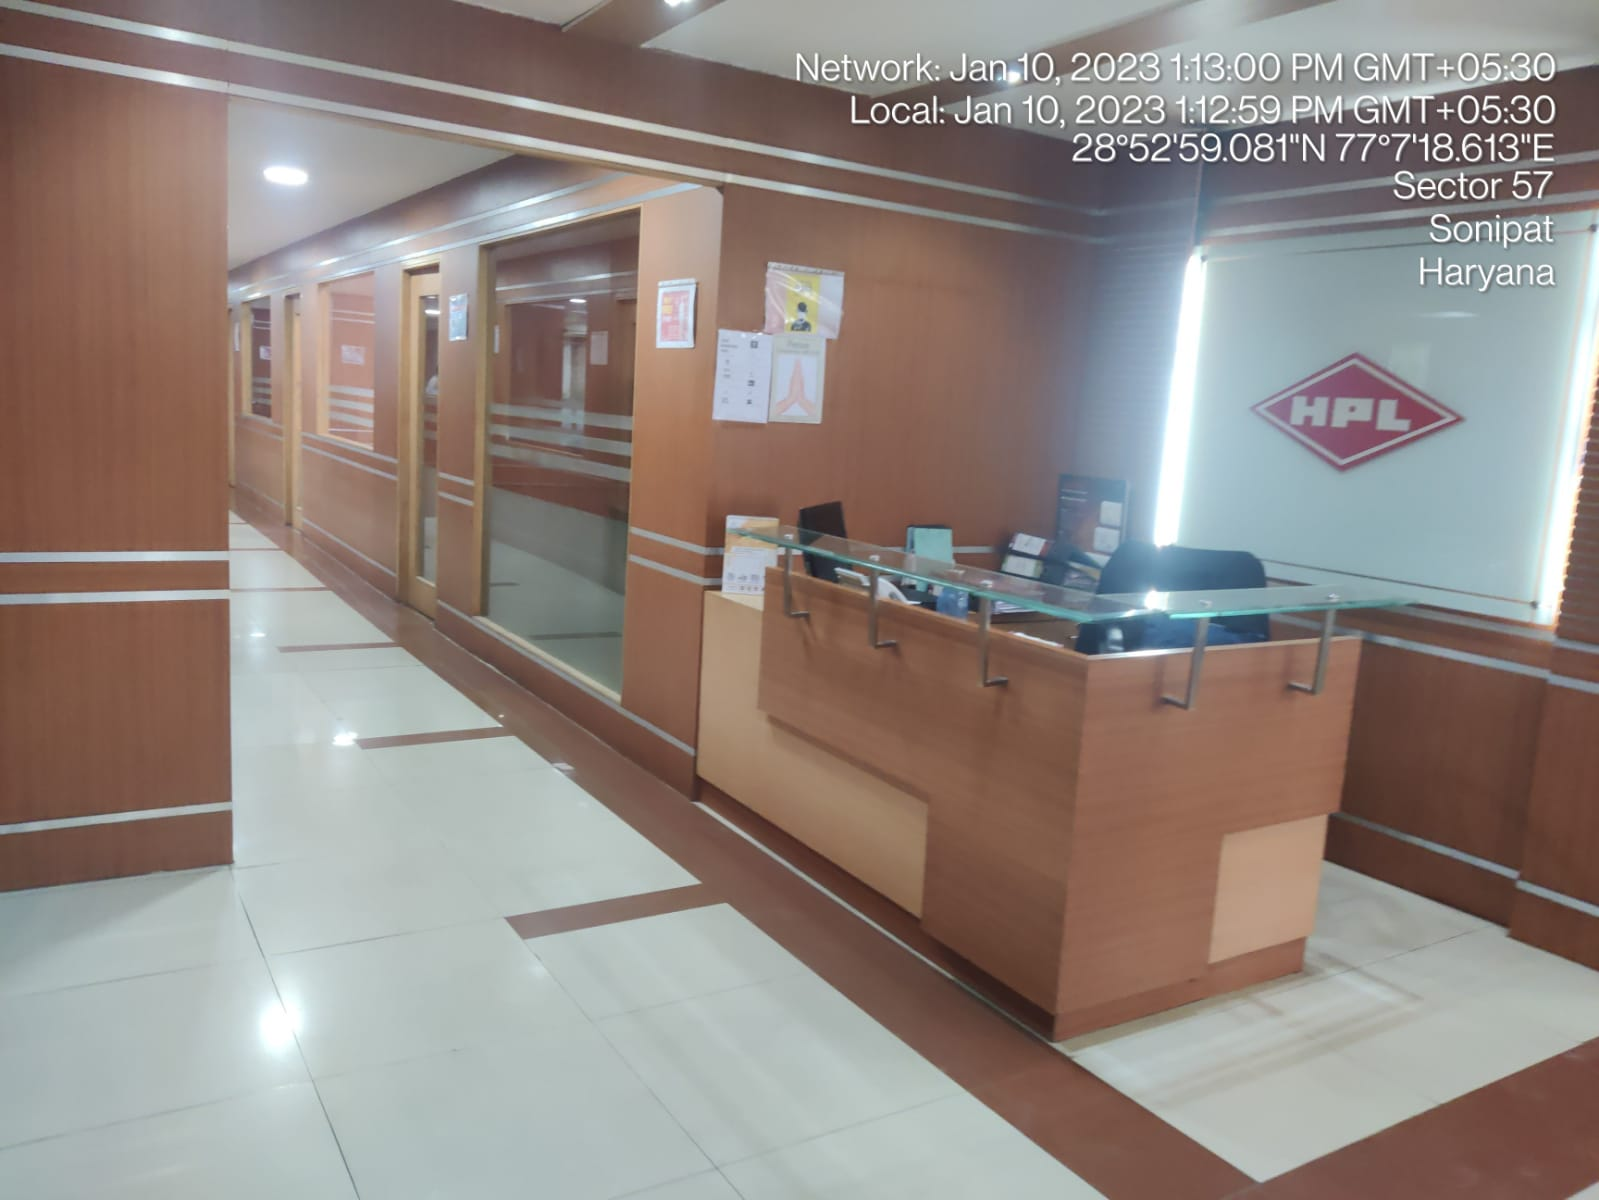 Network: Jan 10, 2023 1:13:00 PM GMT+05:30
Local: Jan 10, 2023 1:12:59 PM GMT+05:30
28°52'59.081"N 77°7'18.613"E
Sector 57
Sonipat
Haryana
HPL